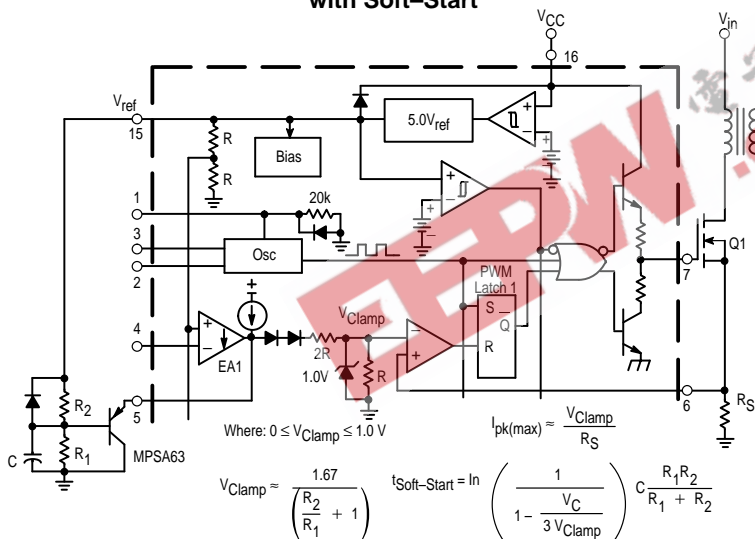 with Soft–Start
VCC
Vin
16
Vref
15
5.0Vref
R
Bias
R
1
20k
3
Osc
2
Q1
7
PWM
Latch 1
VClamp
S
Q
R
4
EA1
2R
1.0V
R
5
6
RS
R2
C
R1
MPSA63
Where: 0 ≤ VClamp ≤ 1.0 V
Ipk(max) ≈ VClamp / RS
VClamp ≈ 1.67 / (R2 / R1 + 1)
tSoft–Start = In (1 / (1 - VC / 3 VClamp)) C R1R2 / R1 + R2
EEPW